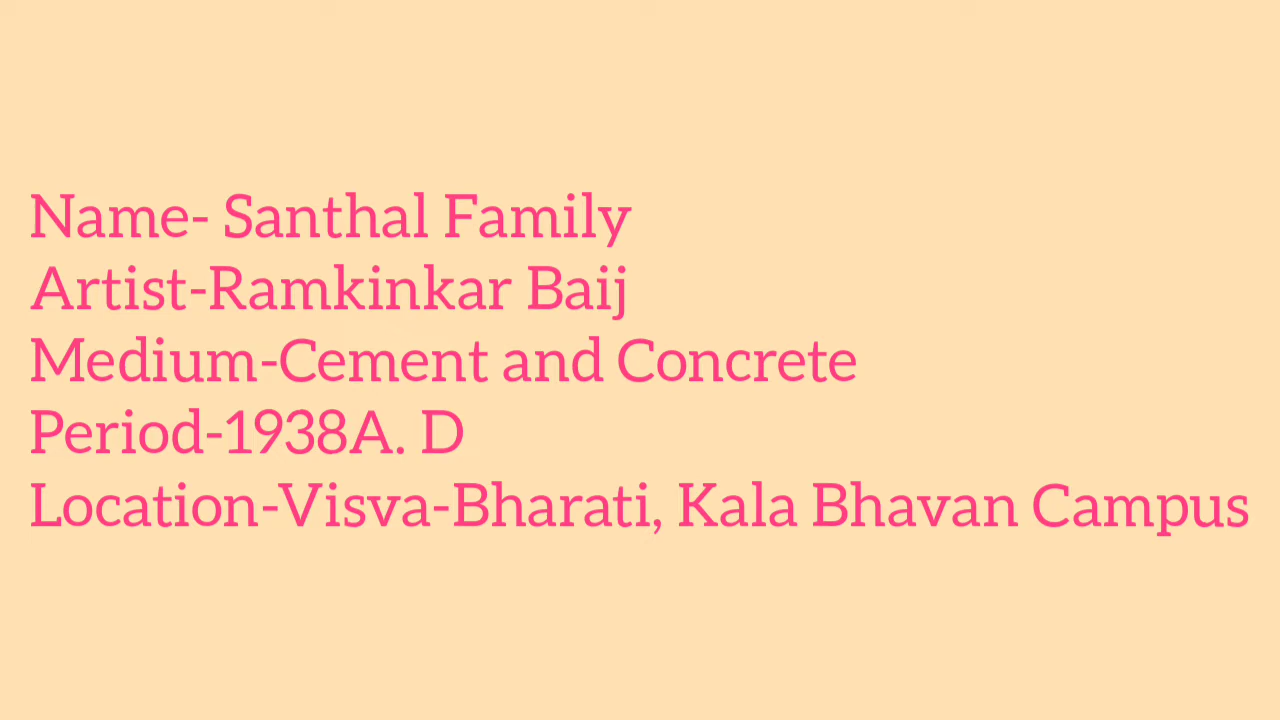 Name- Santhal Family
Artist-Ramkinkar Baij
Medium-Cement and Concrete
Period-1938A. D
Location-Visva-Bharati, Kala Bhavan Campus